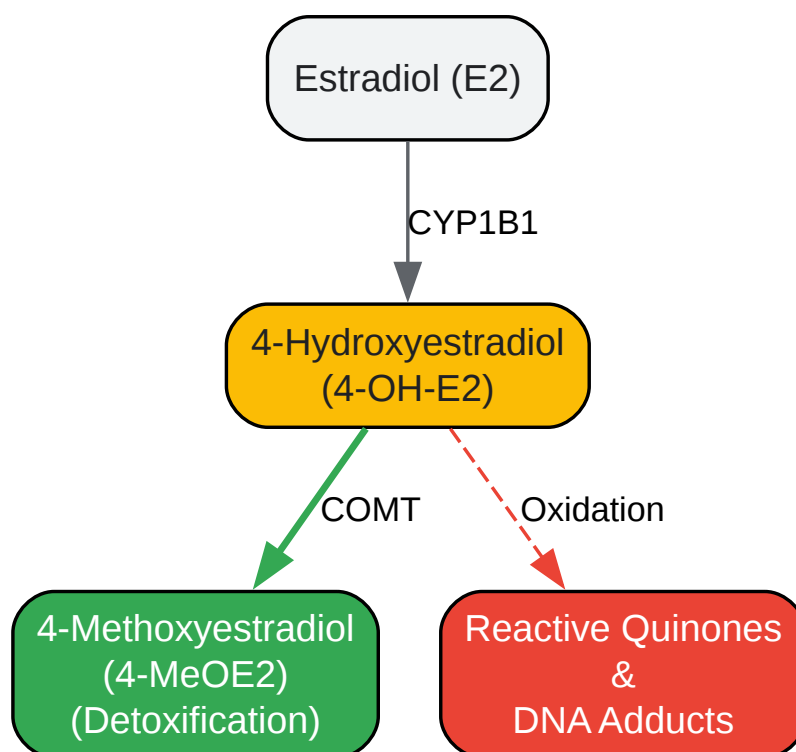 Estradiol (E2)
CYP1B1
4-Hydroxyestradiol
(4-OH-E2)
COMT
Oxidation
4-Methoxyestradiol
(4-MeOE2)
(Detoxification)
Reactive Quinones
&
DNA Adducts